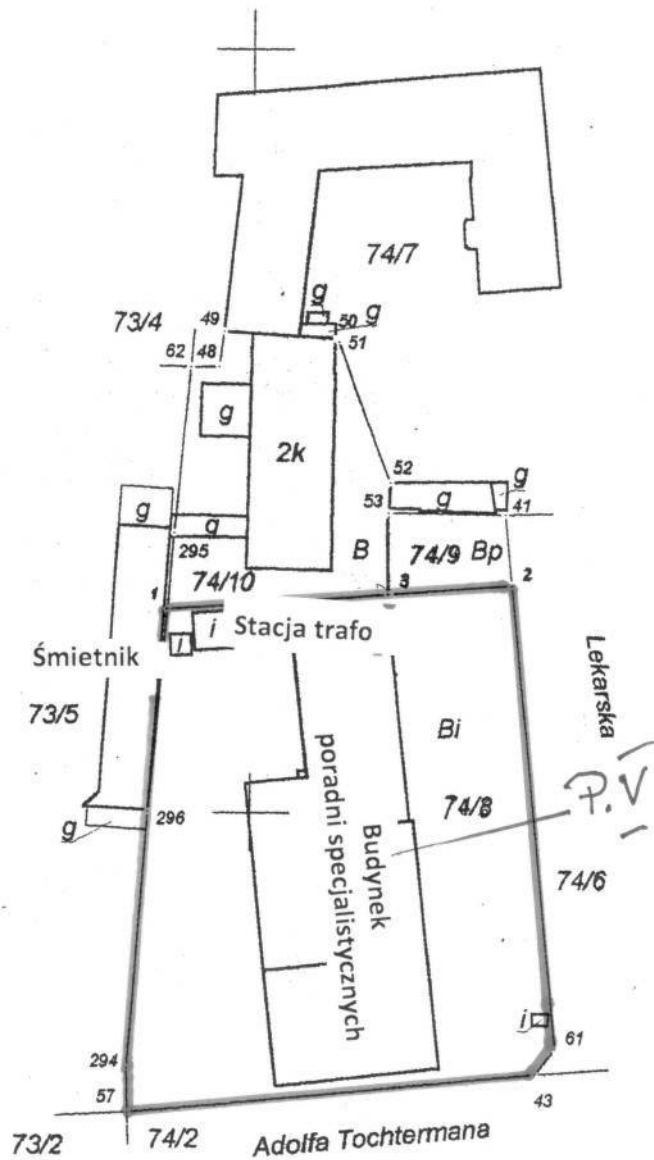 74/7
g
73/4
49
50
g
62
48
51
g
2k
52
g
g
g
53
g
41
295
B
74/9
Bp
74/10
1
3
2
i
Stacja trafo
Śmietnik
i
Lekarska
73/5
Bi
74/8
P.V
Budynek
poradni specjalistycznych
296
g
74/6
i
61
294
57
43
73/2
74/2
Adolfa Tochtermana